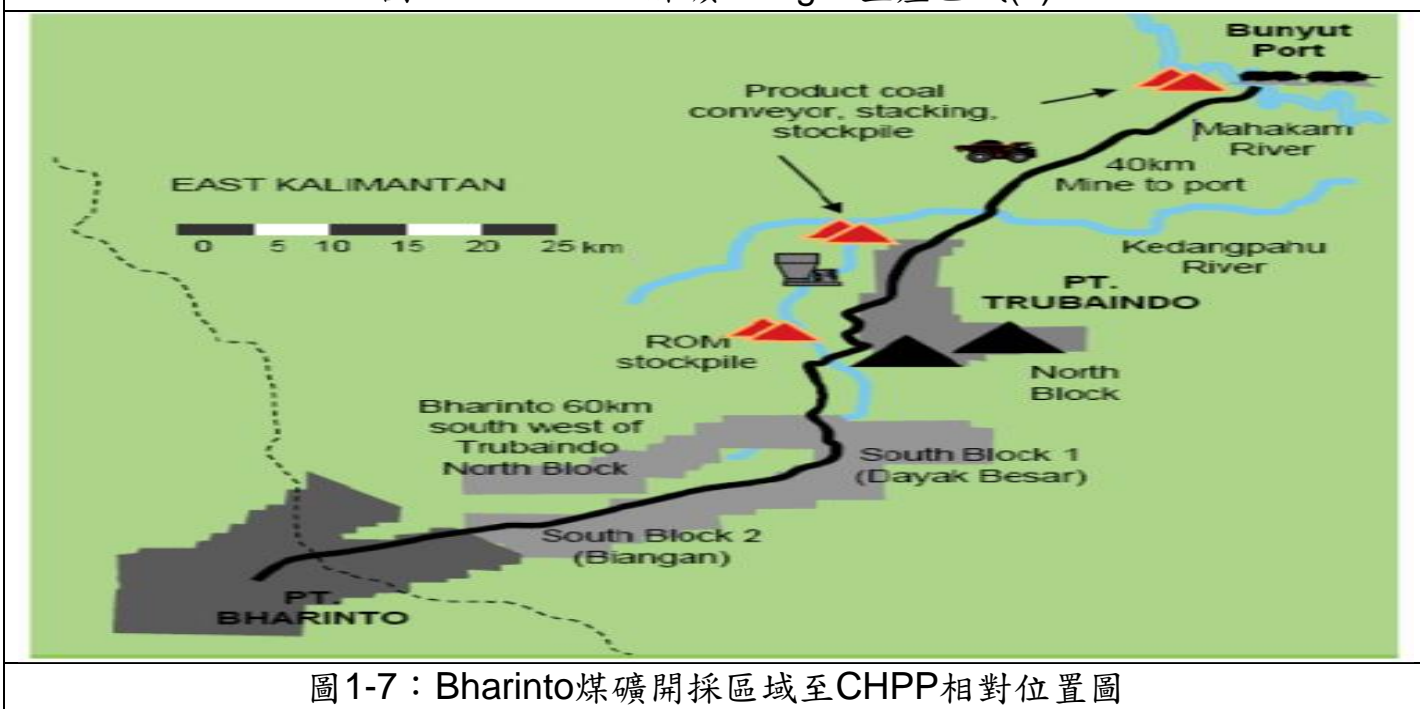 Bunyut
Port
Product coal
conveyor, stacking,
stockpile
Mahakam
River
40km
Mine to port
EAST KALIMANTAN
0 5 10 15 20 25 km
Kedangpahu
River
PT.
TRUBAINDO
ROM
stockpile
North
Block
Bharinto 60km
south west of
Trubaindo
North Block
South Block 1
(Dayak Besar)
South Block 2
(Biangan)
PT.
BHARINTO
圖1-7：Bharinto煤礦開採區域至CHPP相對位置圖